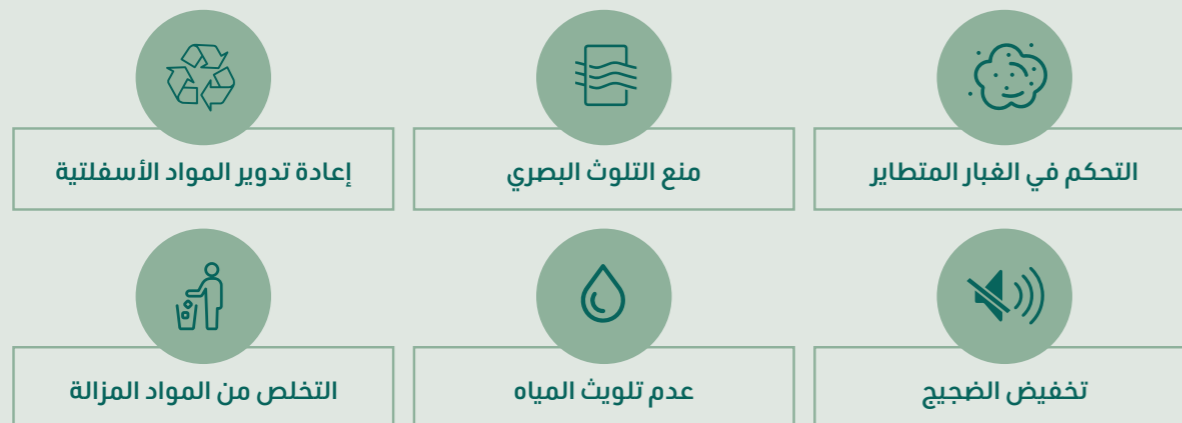 التحكم في الغبار المتطاير
منع التلوث البصري
إعادة تدوير المواد الأسفلتية
تخفيض الضجيج
عدم تلويث المياه
التخلص من المواد المزالة